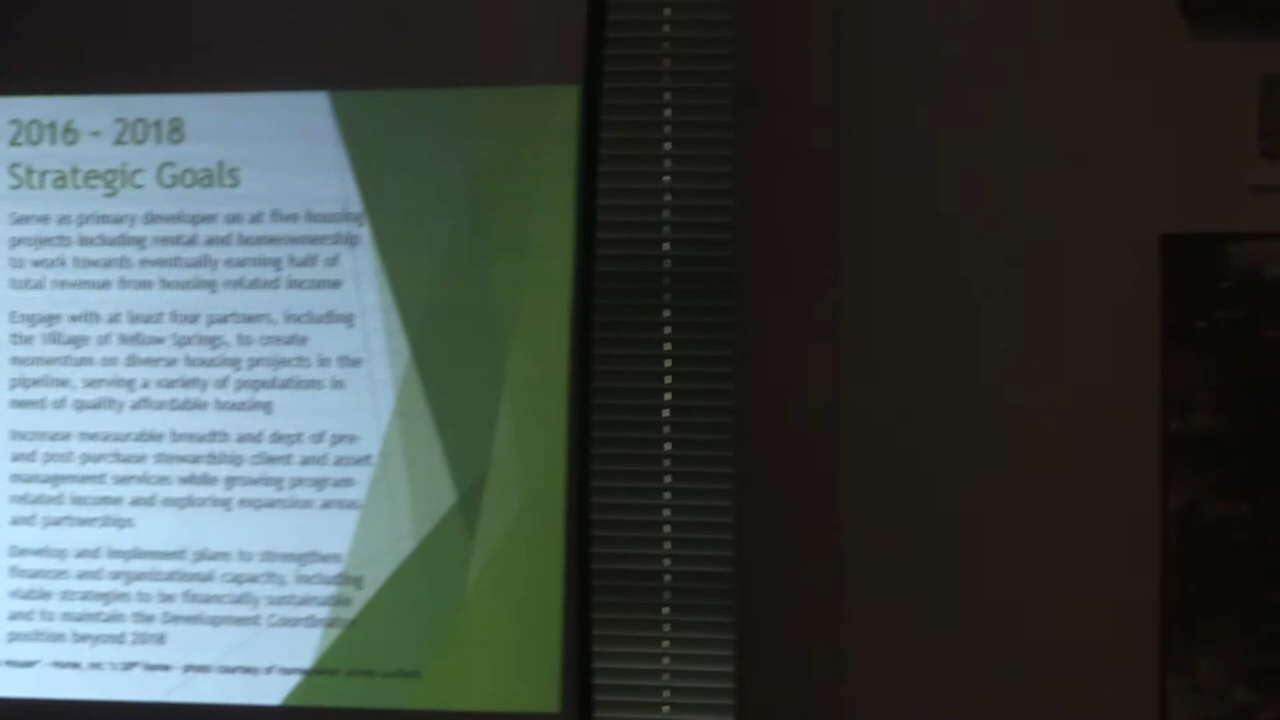 2016 - 2018
Strategic Goals
Serve as primary developer on at five housing
projects including rental and homeownership
to work towards eventually earning half of
total revenue from housing-related income
Engage with at least four partners, including
the Village of Yellow Springs, to create
momentum on diverse housing projects in the
pipeline, serving a variety of populations in
need of quality affordable housing
Increase measurable breadth and dept of pre-
and post-purchase stewardship client and asset
management services while growing program-
related income and exploring expansion areas
and partnerships
Develop and implement plans to strengthen
finances and organizational capacity, including
viable strategies to be financially sustainable
and to maintain the Development Coordinator
position beyond 2018
photo courtesy of